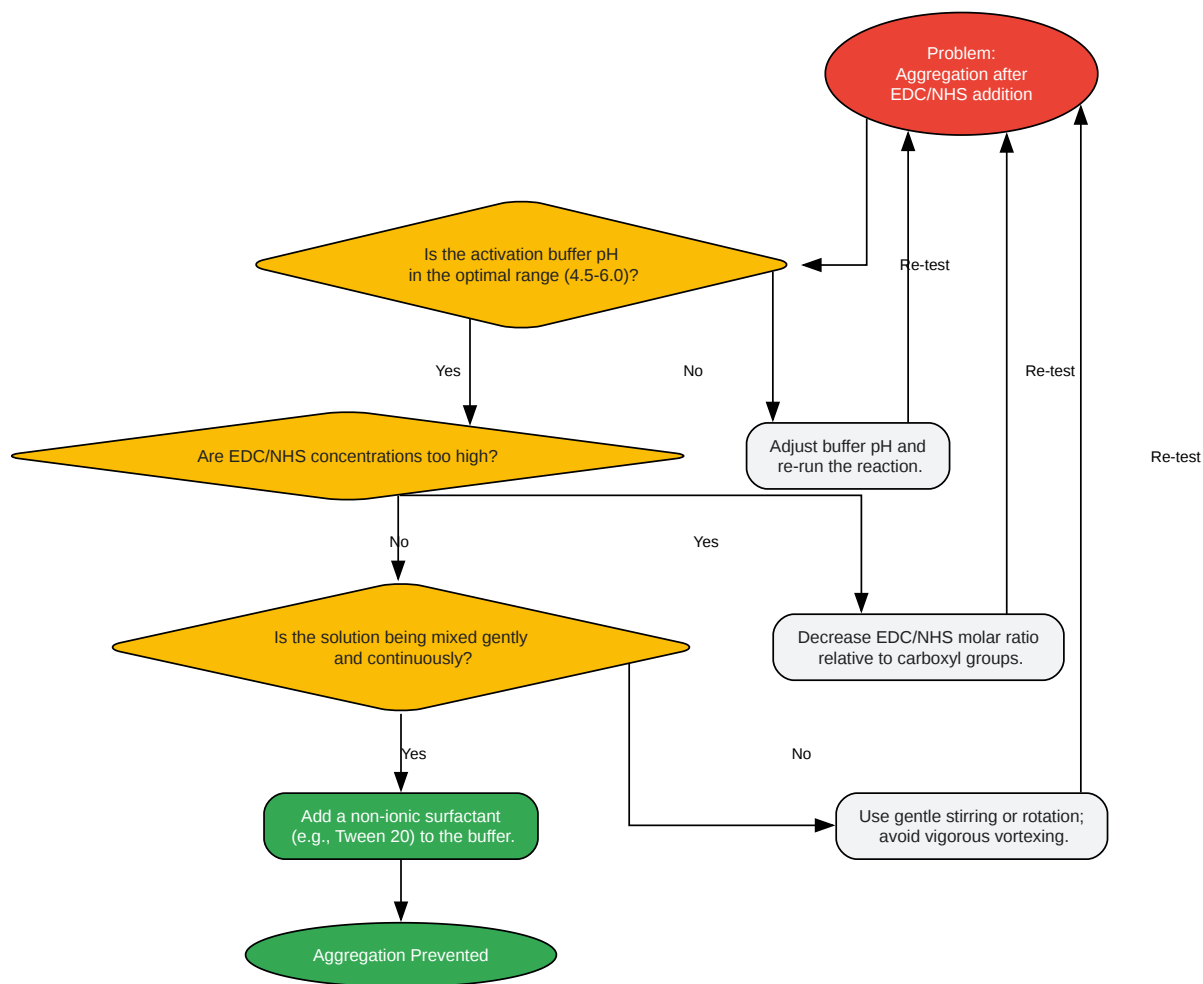 Problem:
Aggregation after
EDC/NHS addition
Is the activation buffer pH
in the optimal range (4.5-6.0)?
Re-test
Yes
No
Re-test
Are EDC/NHS concentrations too high?
Adjust buffer pH and
re-run the reaction.
Re-test
No
Yes
Is the solution being mixed gently
and continuously?
Decrease EDC/NHS molar ratio
relative to carboxyl groups.
Yes
No
Add a non-ionic surfactant
(e.g., Tween 20) to the buffer.
Use gentle stirring or rotation;
avoid vigorous vortexing.
Aggregation Prevented